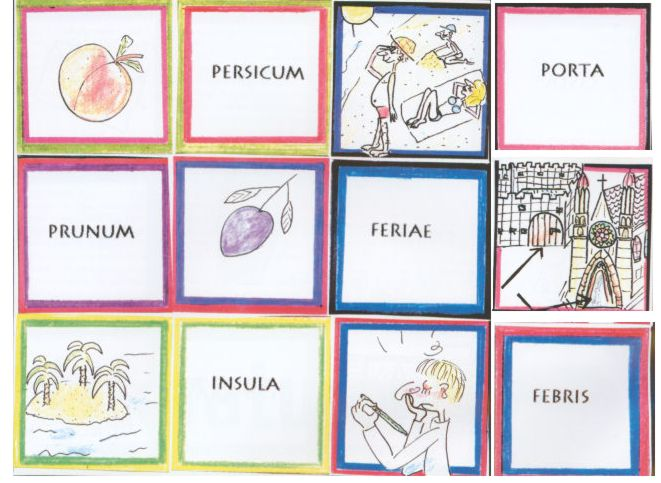 PERSICUM
PORTA
PRUNUM
FERIAE
INSULA
FEBRIS